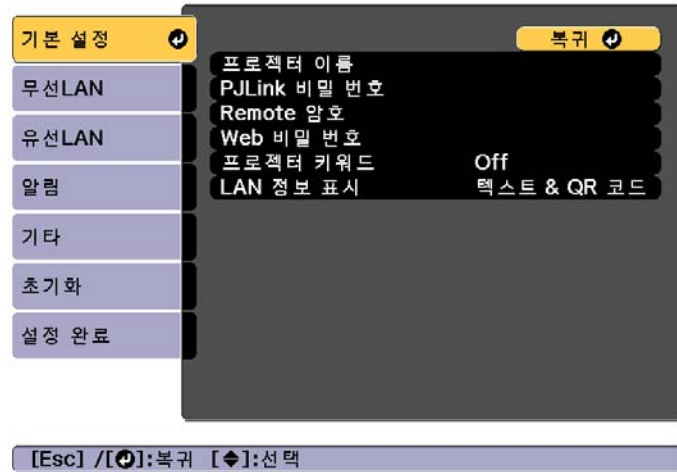 기본 설정
무선LAN
유선LAN
알림
기타
초기화
설정 완료
복귀
프로젝터 이름
PJLink 비밀 번호
Remote 암호
Web 비밀 번호
프로젝터 키워드 Off
LAN 정보 표시 텍스트 & QR 코드
[Esc] /[⏎]:복귀 [◆]:선택